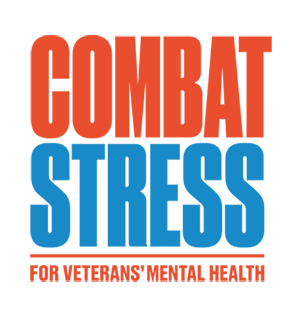 COMBAT
STRESS
FOR VETERANS' MENTAL HEALTH